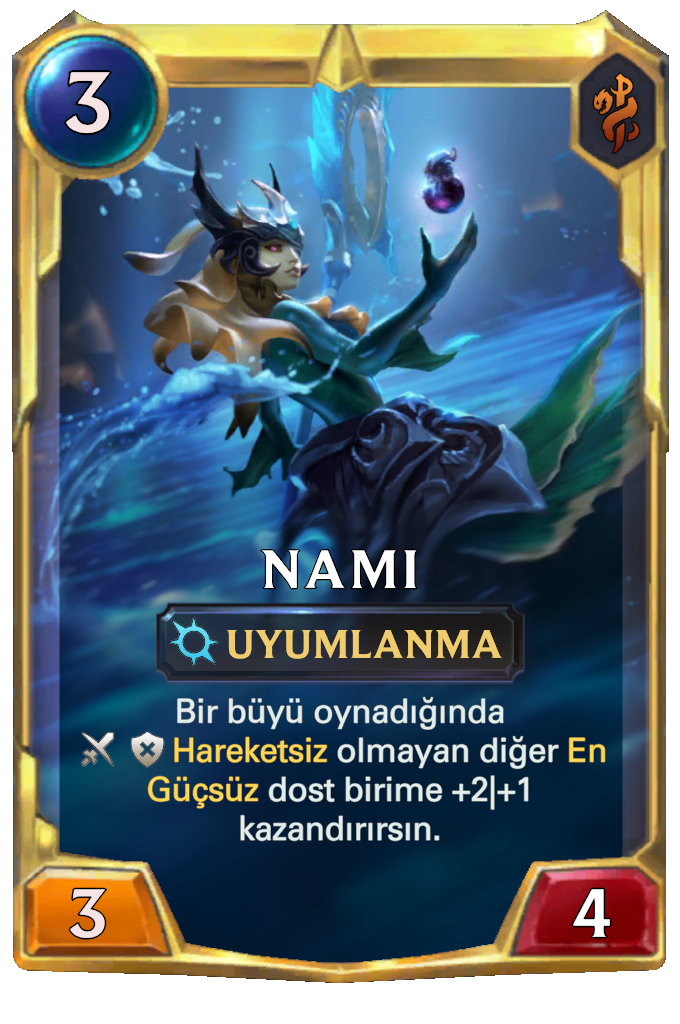 3
NAMI
UYUMLANMA
Bir büyü oynadığında
Hareketsiz olmayan diğer En
Güçsüz dost birime +2|+1
kazandırırsın.
3
4